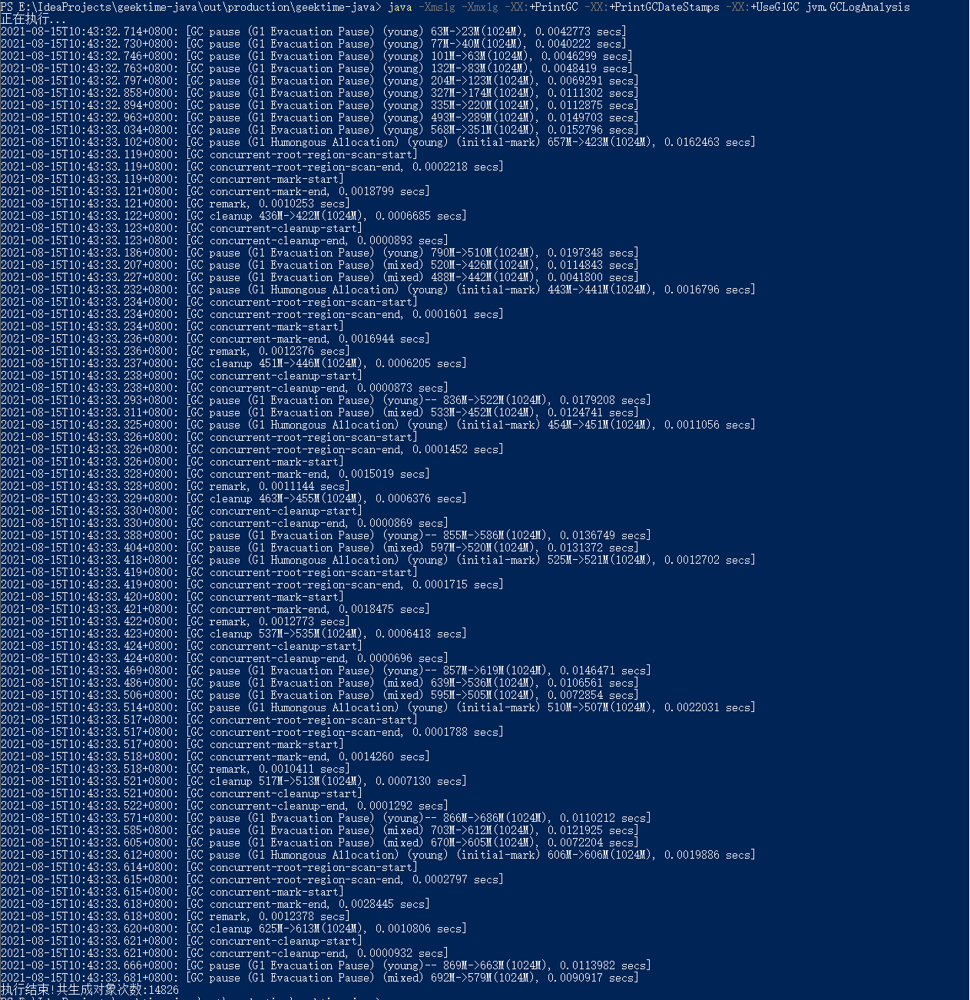 PS E:\IdeaProjects\geektime-java\out\production\geektime-java> java -Xms1g -Xmx1g -XX:+PrintGC -XX:+PrintGCDateStamps -XX:+UseG1GC jvm.GCLogAnalysis
正在执行...
2021-08-15T10:43:32.714+0800: [GC pause (G1 Evacuation Pause) (young) 63M->23M(1024M), 0.0042773 secs]
2021-08-15T10:43:32.730+0800: [GC pause (G1 Evacuation Pause) (young) 77M->40M(1024M), 0.0040222 secs]
2021-08-15T10:43:32.746+0800: [GC pause (G1 Evacuation Pause) (young) 101M->63M(1024M), 0.0046299 secs]
2021-08-15T10:43:32.763+0800: [GC pause (G1 Evacuation Pause) (young) 132M->83M(1024M), 0.0048419 secs]
2021-08-15T10:43:32.797+0800: [GC pause (G1 Evacuation Pause) (young) 204M->123M(1024M), 0.0069291 secs]
2021-08-15T10:43:32.858+0800: [GC pause (G1 Evacuation Pause) (young) 327M->174M(1024M), 0.0111302 secs]
2021-08-15T10:43:32.894+0800: [GC pause (G1 Evacuation Pause) (young) 335M->220M(1024M), 0.0112875 secs]
2021-08-15T10:43:32.963+0800: [GC pause (G1 Evacuation Pause) (young) 493M->289M(1024M), 0.0149703 secs]
2021-08-15T10:43:33.034+0800: [GC pause (G1 Evacuation Pause) (young) 568M->351M(1024M), 0.0152796 secs]
2021-08-15T10:43:33.102+0800: [GC pause (G1 Humongous Allocation) (young) (initial-mark) 657M->423M(1024M), 0.0162463 secs]
2021-08-15T10:43:33.119+0800: [GC concurrent-root-region-scan-start]
2021-08-15T10:43:33.119+0800: [GC concurrent-root-region-scan-end, 0.0002218 secs]
2021-08-15T10:43:33.119+0800: [GC concurrent-mark-start]
2021-08-15T10:43:33.121+0800: [GC concurrent-mark-end, 0.0018799 secs]
2021-08-15T10:43:33.121+0800: [GC remark, 0.0010253 secs]
2021-08-15T10:43:33.122+0800: [GC cleanup 436M->422M(1024M), 0.0006685 secs]
2021-08-15T10:43:33.123+0800: [GC concurrent-cleanup-start]
2021-08-15T10:43:33.123+0800: [GC concurrent-cleanup-end, 0.0000893 secs]
2021-08-15T10:43:33.186+0800: [GC pause (G1 Evacuation Pause) (young) 790M->510M(1024M), 0.0197348 secs]
2021-08-15T10:43:33.207+0800: [GC pause (G1 Evacuation Pause) (mixed) 520M->426M(1024M), 0.0114843 secs]
2021-08-15T10:43:33.227+0800: [GC pause (G1 Evacuation Pause) (mixed) 488M->442M(1024M), 0.0041800 secs]
2021-08-15T10:43:33.232+0800: [GC pause (G1 Humongous Allocation) (young) (initial-mark) 443M->441M(1024M), 0.0016796 secs]
2021-08-15T10:43:33.234+0800: [GC concurrent-root-region-scan-start]
2021-08-15T10:43:33.234+0800: [GC concurrent-root-region-scan-end, 0.0001601 secs]
2021-08-15T10:43:33.234+0800: [GC concurrent-mark-start]
2021-08-15T10:43:33.236+0800: [GC concurrent-mark-end, 0.0016944 secs]
2021-08-15T10:43:33.236+0800: [GC remark, 0.0012376 secs]
2021-08-15T10:43:33.237+0800: [GC cleanup 451M->446M(1024M), 0.0006205 secs]
2021-08-15T10:43:33.238+0800: [GC concurrent-cleanup-start]
2021-08-15T10:43:33.238+0800: [GC concurrent-cleanup-end, 0.0000873 secs]
2021-08-15T10:43:33.293+0800: [GC pause (G1 Evacuation Pause) (young)-- 836M->522M(1024M), 0.0179208 secs]
2021-08-15T10:43:33.311+0800: [GC pause (G1 Evacuation Pause) (mixed) 533M->452M(1024M), 0.0124741 secs]
2021-08-15T10:43:33.325+0800: [GC pause (G1 Humongous Allocation) (young) (initial-mark) 454M->451M(1024M), 0.0011056 secs]
2021-08-15T10:43:33.326+0800: [GC concurrent-root-region-scan-start]
2021-08-15T10:43:33.326+0800: [GC concurrent-root-region-scan-end, 0.0001452 secs]
2021-08-15T10:43:33.326+0800: [GC concurrent-mark-start]
2021-08-15T10:43:33.328+0800: [GC concurrent-mark-end, 0.0015019 secs]
2021-08-15T10:43:33.328+0800: [GC remark, 0.0011144 secs]
2021-08-15T10:43:33.329+0800: [GC cleanup 463M->455M(1024M), 0.0006376 secs]
2021-08-15T10:43:33.330+0800: [GC concurrent-cleanup-start]
2021-08-15T10:43:33.330+0800: [GC concurrent-cleanup-end, 0.0000869 secs]
2021-08-15T10:43:33.388+0800: [GC pause (G1 Evacuation Pause) (young)-- 855M->586M(1024M), 0.0136749 secs]
2021-08-15T10:43:33.404+0800: [GC pause (G1 Evacuation Pause) (mixed) 597M->520M(1024M), 0.0131372 secs]
2021-08-15T10:43:33.418+0800: [GC pause (G1 Humongous Allocation) (young) (initial-mark) 525M->521M(1024M), 0.0012702 secs]
2021-08-15T10:43:33.419+0800: [GC concurrent-root-region-scan-start]
2021-08-15T10:43:33.419+0800: [GC concurrent-root-region-scan-end, 0.0001715 secs]
2021-08-15T10:43:33.420+0800: [GC concurrent-mark-start]
2021-08-15T10:43:33.421+0800: [GC concurrent-mark-end, 0.0018475 secs]
2021-08-15T10:43:33.422+0800: [GC remark, 0.0012773 secs]
2021-08-15T10:43:33.423+0800: [GC cleanup 537M->535M(1024M), 0.0006418 secs]
2021-08-15T10:43:33.424+0800: [GC concurrent-cleanup-start]
2021-08-15T10:43:33.424+0800: [GC concurrent-cleanup-end, 0.0000696 secs]
2021-08-15T10:43:33.469+0800: [GC pause (G1 Evacuation Pause) (young)-- 857M->619M(1024M), 0.0146471 secs]
2021-08-15T10:43:33.486+0800: [GC pause (G1 Evacuation Pause) (mixed) 639M->536M(1024M), 0.0106561 secs]
2021-08-15T10:43:33.506+0800: [GC pause (G1 Evacuation Pause) (mixed) 595M->505M(1024M), 0.0072854 secs]
2021-08-15T10:43:33.514+0800: [GC pause (G1 Humongous Allocation) (young) (initial-mark) 510M->507M(1024M), 0.0022031 secs]
2021-08-15T10:43:33.517+0800: [GC concurrent-root-region-scan-start]
2021-08-15T10:43:33.517+0800: [GC concurrent-root-region-scan-end, 0.0001788 secs]
2021-08-15T10:43:33.517+0800: [GC concurrent-mark-start]
2021-08-15T10:43:33.518+0800: [GC concurrent-mark-end, 0.0014260 secs]
2021-08-15T10:43:33.518+0800: [GC remark, 0.0010411 secs]
2021-08-15T10:43:33.521+0800: [GC cleanup 517M->513M(1024M), 0.0007130 secs]
2021-08-15T10:43:33.521+0800: [GC concurrent-cleanup-start]
2021-08-15T10:43:33.522+0800: [GC concurrent-cleanup-end, 0.0001292 secs]
2021-08-15T10:43:33.571+0800: [GC pause (G1 Evacuation Pause) (young)-- 866M->686M(1024M), 0.0110212 secs]
2021-08-15T10:43:33.585+0800: [GC pause (G1 Evacuation Pause) (mixed) 703M->612M(1024M), 0.0121925 secs]
2021-08-15T10:43:33.605+0800: [GC pause (G1 Evacuation Pause) (mixed) 670M->605M(1024M), 0.0072204 secs]
2021-08-15T10:43:33.612+0800: [GC pause (G1 Humongous Allocation) (young) (initial-mark) 606M->606M(1024M), 0.0019886 secs]
2021-08-15T10:43:33.614+0800: [GC concurrent-root-region-scan-start]
2021-08-15T10:43:33.615+0800: [GC concurrent-root-region-scan-end, 0.0002797 secs]
2021-08-15T10:43:33.615+0800: [GC concurrent-mark-start]
2021-08-15T10:43:33.618+0800: [GC concurrent-mark-end, 0.0028445 secs]
2021-08-15T10:43:33.618+0800: [GC remark, 0.0012378 secs]
2021-08-15T10:43:33.620+0800: [GC cleanup 625M->613M(1024M), 0.0010806 secs]
2021-08-15T10:43:33.621+0800: [GC concurrent-cleanup-start]
2021-08-15T10:43:33.621+0800: [GC concurrent-cleanup-end, 0.0000932 secs]
2021-08-15T10:43:33.666+0800: [GC pause (G1 Evacuation Pause) (young)-- 869M->663M(1024M), 0.0113982 secs]
2021-08-15T10:43:33.681+0800: [GC pause (G1 Evacuation Pause) (mixed) 692M->579M(1024M), 0.0090917 secs]
执行结束!共生成对象次数:14826